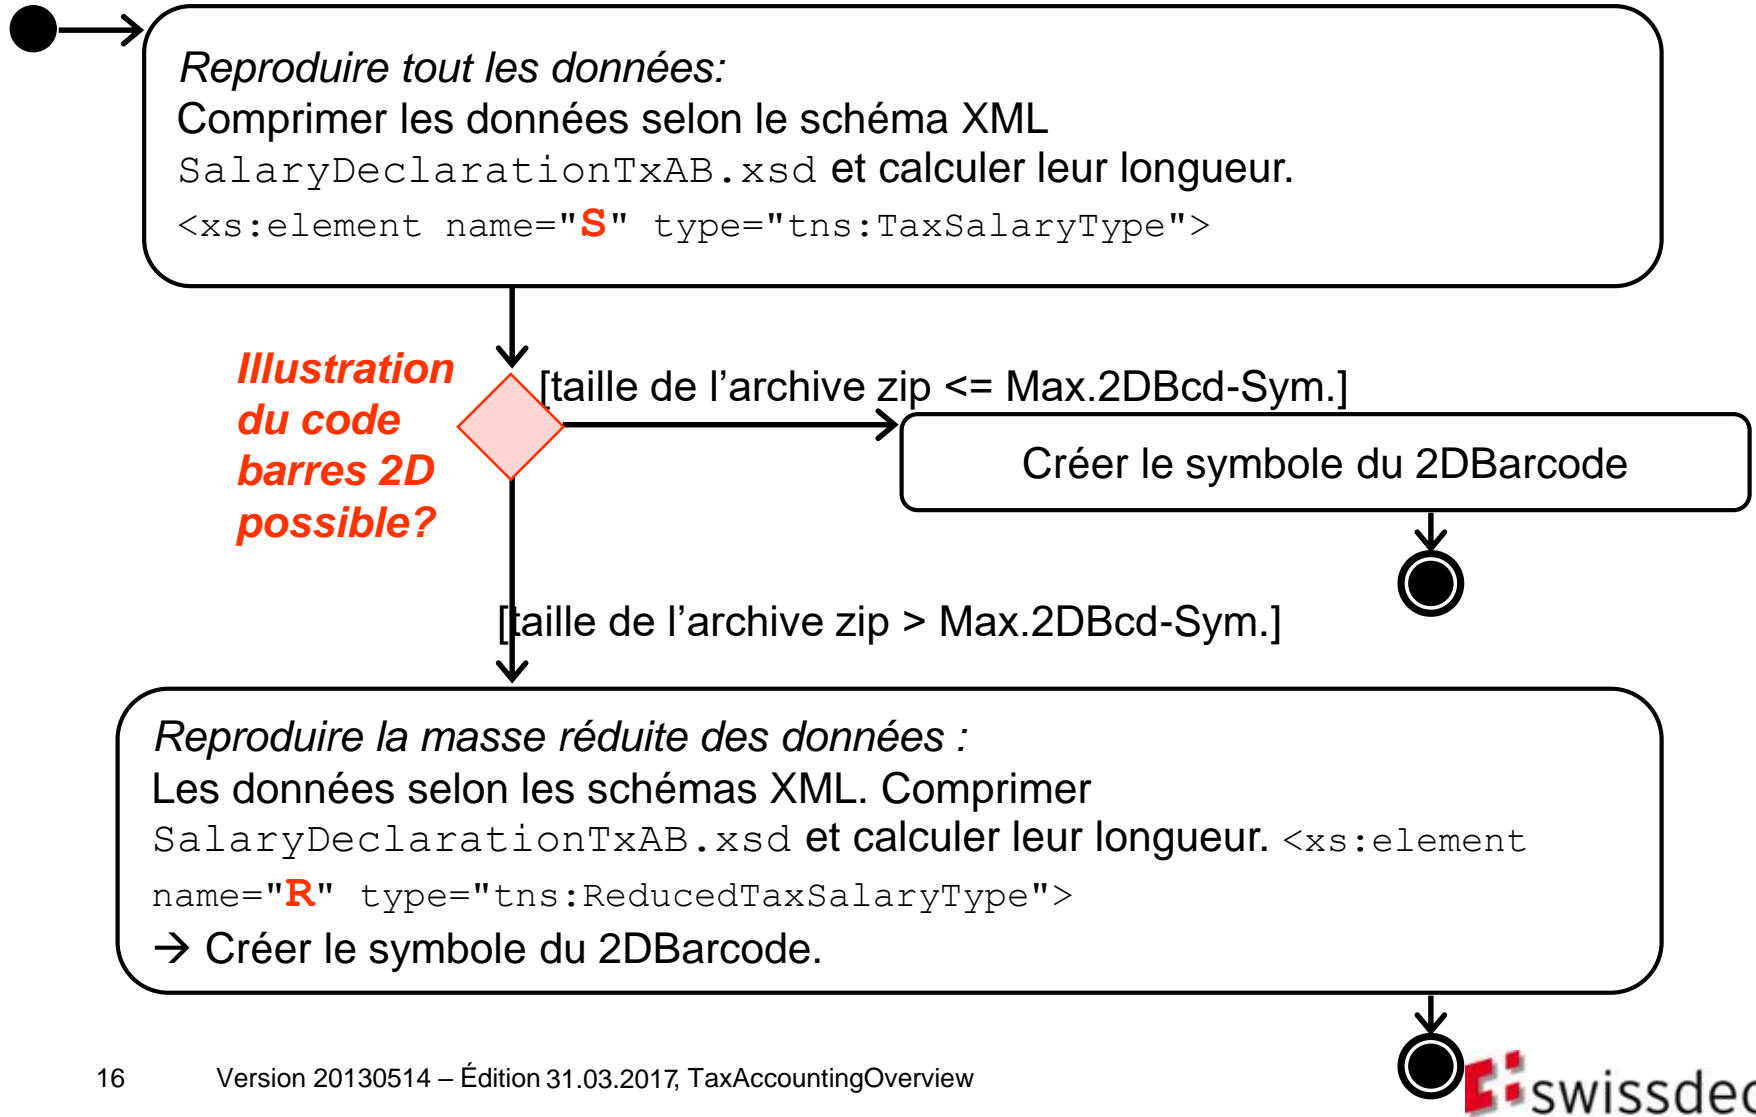 Reproduire tout les données:
Comprimer les données selon le schéma XML
SalaryDeclarationTxAB.xsd et calculer leur longueur.
<xs:element name="S" type="tns:TaxSalaryType">
Illustration
du code
barres 2D
possible?
[taille de l’archive zip <= Max.2DBcd-Sym.]
Créer le symbole du 2DBarcode
[taille de l’archive zip > Max.2DBcd-Sym.]
Reproduire la masse réduite des données :
Les données selon les schémas XML. Comprimer
SalaryDeclarationTxAB.xsd et calculer leur longueur. <xs:element
name="R" type="tns:ReducedTaxSalaryType">
→ Créer le symbole du 2DBarcode.
16 Version 20130514 – Édition 31.03.2017, TaxAccountingOverview
swissdec